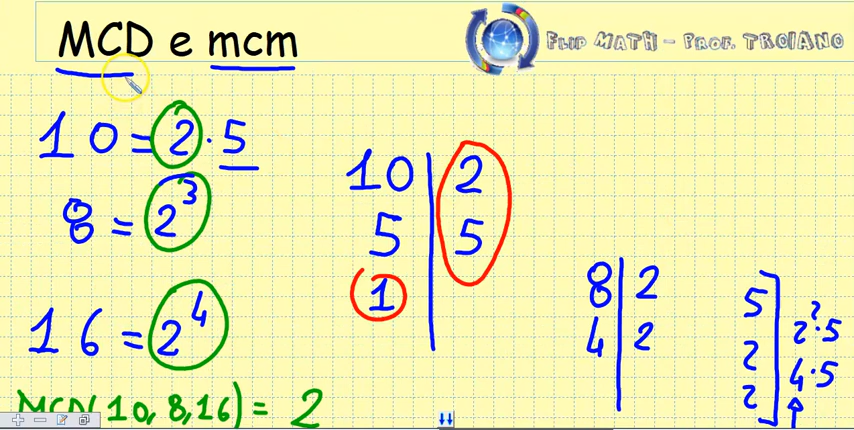 MCD e mcm
FLIP MATH - PROF. TROIANO
10 = 2 · 5
8 = 2³
16 = 2⁴
MCD(10, 8, 16) = 2
10 | 2
5 | 5
1 |
8 | 2
4 | 2
5
2
2
2² · 5
4 · 5